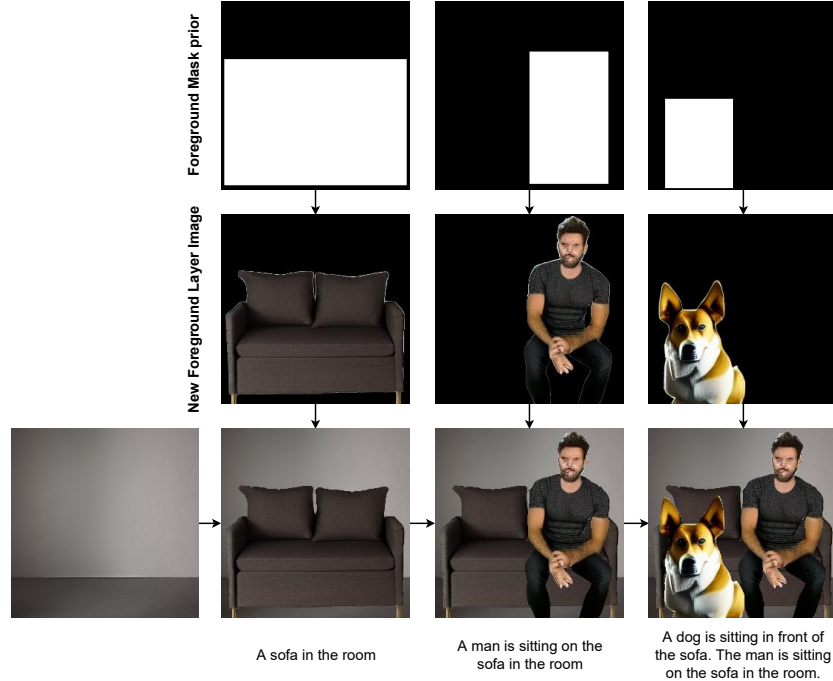 Foreground Mask prior
New Foreground Layer Image
A sofa in the room
A man is sitting on the
sofa in the room
A dog is sitting in front of
the sofa. The man is sitting
on the sofa in the room.